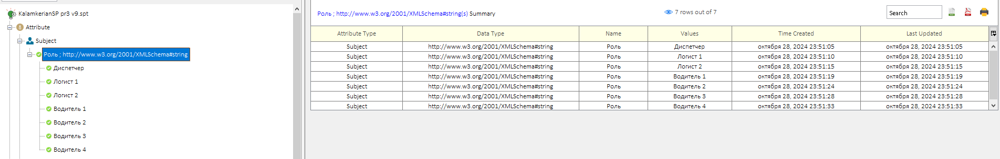 KalamkerianSP pr3 v9.spt
Attribute
Subject
Роль ; http://www.w3.org/2001/XMLSchema#string
Диспетчер
Логист 1
Логист 2
Водитель 1
Водитель 2
Водитель 3
Водитель 4
Роль ; http://www.w3.org/2001/XMLSchema#string(s) Summary
7 rows out of 7
Search
Attribute Type Data Type Name Values Time Created Last Updated
Subject http://www.w3.org/2001/XMLSchema#string Роль Диспетчер октября 28, 2024 23:51:05 октября 28, 2024 23:51:05
Subject http://www.w3.org/2001/XMLSchema#string Роль Логист 1 октября 28, 2024 23:51:10 октября 28, 2024 23:51:10
Subject http://www.w3.org/2001/XMLSchema#string Роль Логист 2 октября 28, 2024 23:51:15 октября 28, 2024 23:51:15
Subject http://www.w3.org/2001/XMLSchema#string Роль Водитель 1 октября 28, 2024 23:51:19 октября 28, 2024 23:51:19
Subject http://www.w3.org/2001/XMLSchema#string Роль Водитель 2 октября 28, 2024 23:51:24 октября 28, 2024 23:51:24
Subject http://www.w3.org/2001/XMLSchema#string Роль Водитель 3 октября 28, 2024 23:51:28 октября 28, 2024 23:51:28
Subject http://www.w3.org/2001/XMLSchema#string Роль Водитель 4 октября 28, 2024 23:51:33 октября 28, 2024 23:51:33